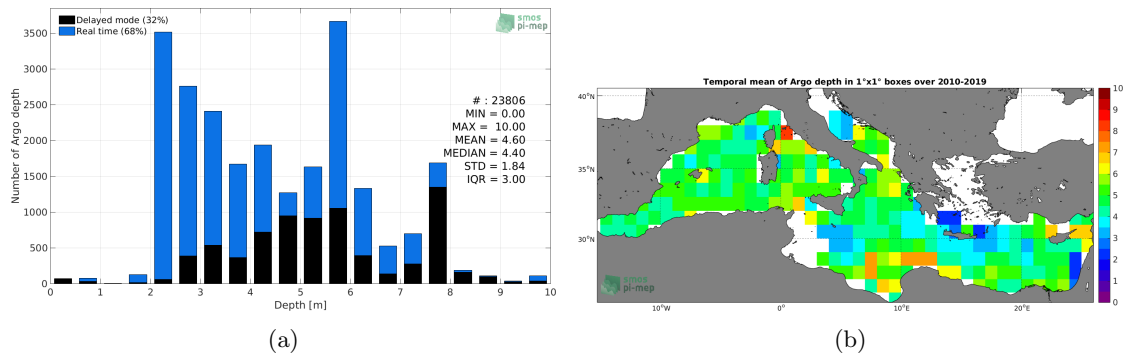 Delayed mode (32%)
Real time (68%)
smos
pi-mep
# : 23806
MIN = 0.00
MAX = 10.00
MEAN = 4.60
MEDIAN = 4.40
STD = 1.84
IQR = 3.00
Number of Argo depth
3500
3000
2500
2000
1500
1000
500
0
0 1 2 3 4 5 6 7 8 9 10
Depth [m]
(a)
Temporal mean of Argo depth in 1°x1° boxes over 2010-2019
40°N
35°N
30°N
10°W 0° 10°E 20°E
smos
pi-mep
10
9
8
7
6
5
4
3
2
1
0
(b)